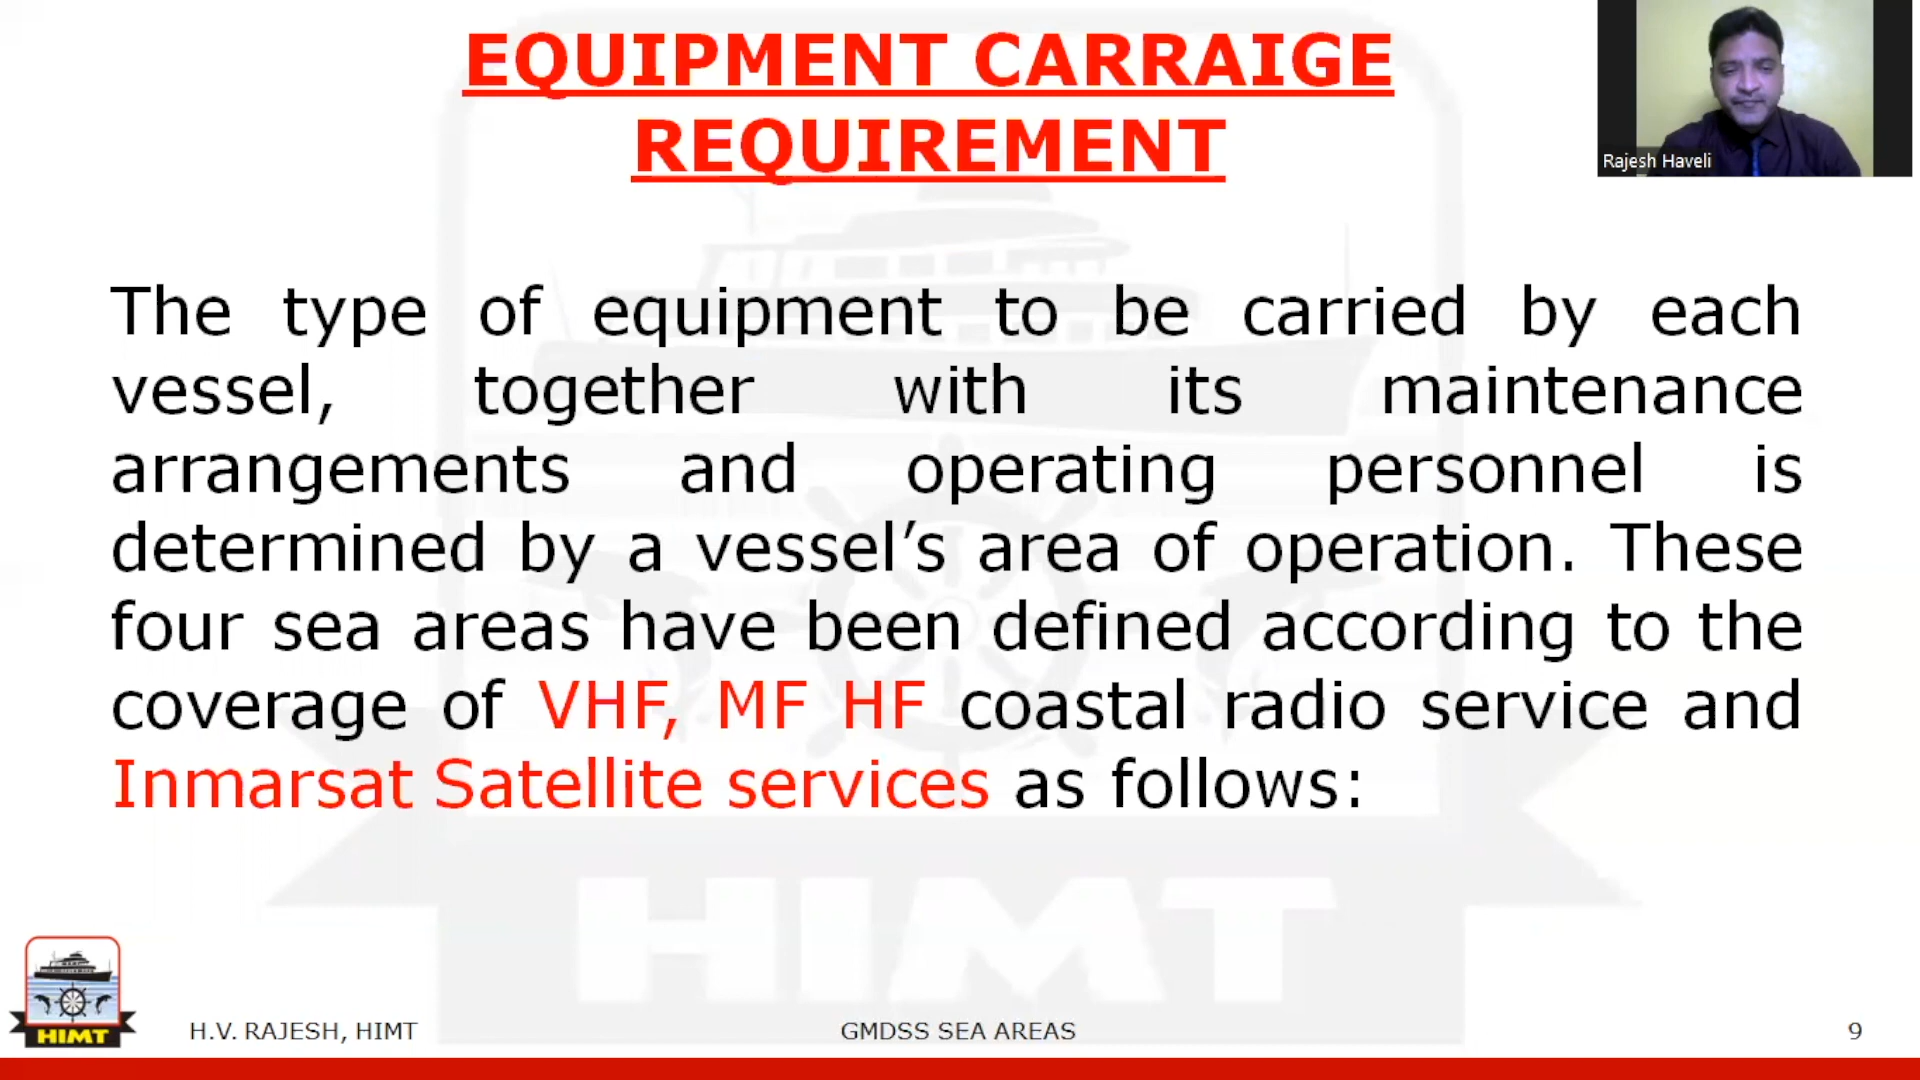 EQUIPMENT CARRAIGE
REQUIREMENT
Rajesh Haveli
The type of equipment to be carried by each
vessel, together with its maintenance
arrangements and operating personnel is
determined by a vessel’s area of operation. These
four sea areas have been defined according to the
coverage of VHF, MF HF coastal radio service and
Inmarsat Satellite services as follows:
HIMT
HIMT
H.V. RAJESH, HIMT
GMDSS SEA AREAS
9